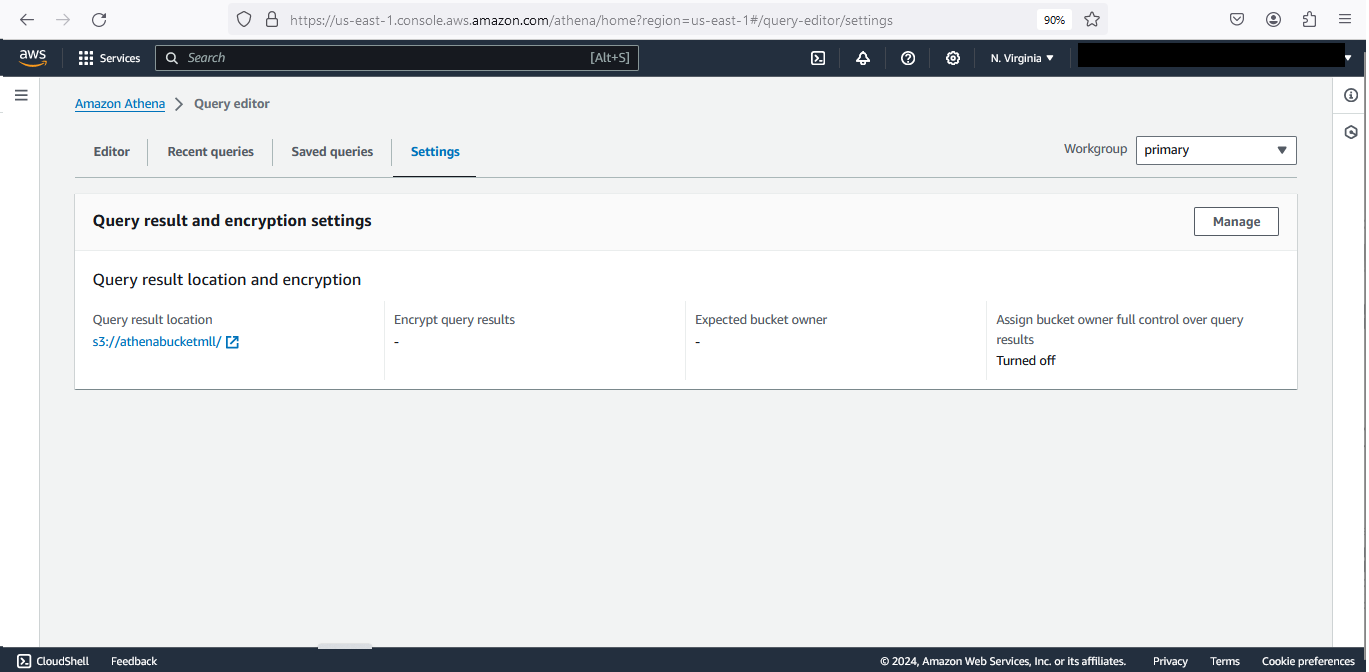 https://us-east-1.console.aws.amazon.com/athena/home?region=us-east-1#/query-editor/settings 90%
aws Services Search [Alt+S] N. Virginia
Amazon Athena Query editor
Editor Recent queries Saved queries Settings Workgroup primary
Query result and encryption settings Manage
Query result location and encryption
Query result location Encrypt query results Expected bucket owner Assign bucket owner full control over query results
s3://athenabucketmll/ - - Turned off
CloudShell Feedback © 2024, Amazon Web Services, Inc. or its affiliates. Privacy Terms Cookie preferences